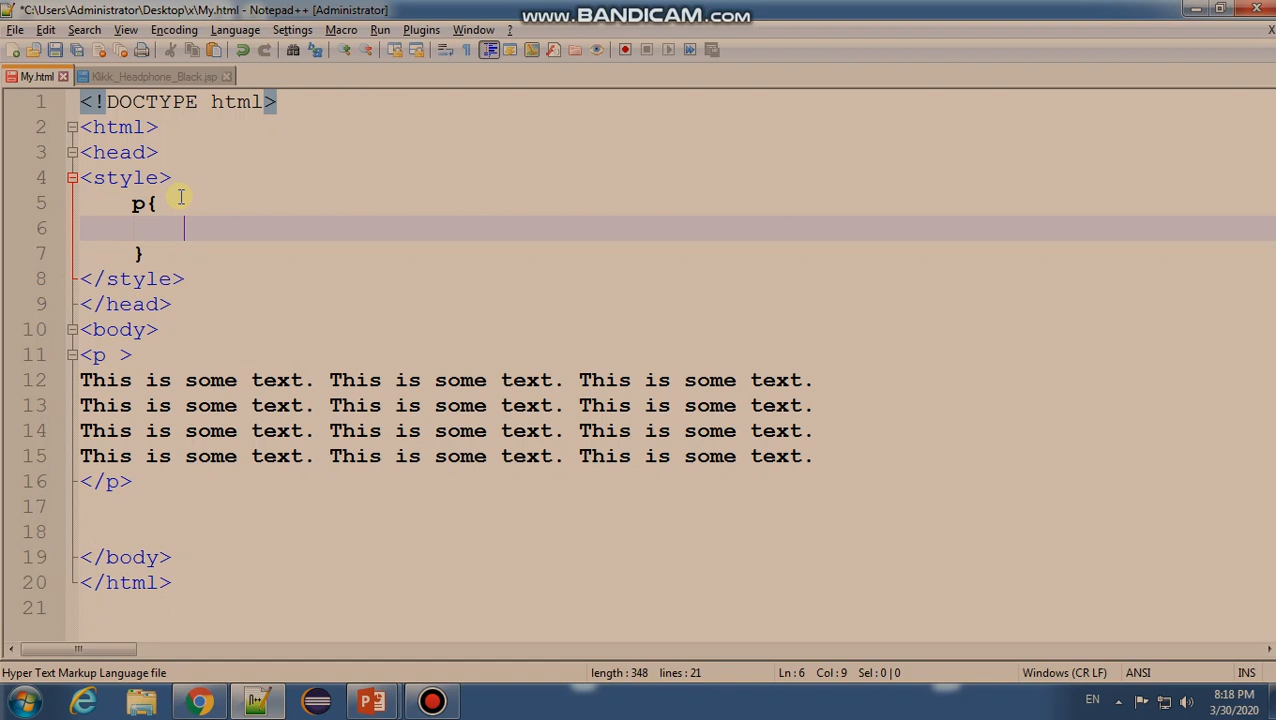 *C:\Users\Administrator\Desktop\x\My.html - Notepad++ [Administrator]
www.BANDICAM.com
File Edit Search View Encoding Language Settings Tools Macro Run Plugins Window ? X
My.html Klikk_Headphone_Black.jsp
1 <!DOCTYPE html>
2 <html>
3 <head>
4 <style>
5 p{
6
7 }
8 </style>
9 </head>
10 <body>
11 <p >
12 This is some text. This is some text. This is some text.
13 This is some text. This is some text. This is some text.
14 This is some text. This is some text. This is some text.
15 This is some text. This is some text. This is some text.
16 </p>
17
18
19 </body>
20 </html>
21
Hyper Text Markup Language file length : 348 lines : 21 Ln : 6 Col : 9 Sel : 0 | 0 Windows (CR LF) ANSI INS
EN 8:18 PM
3/30/2020